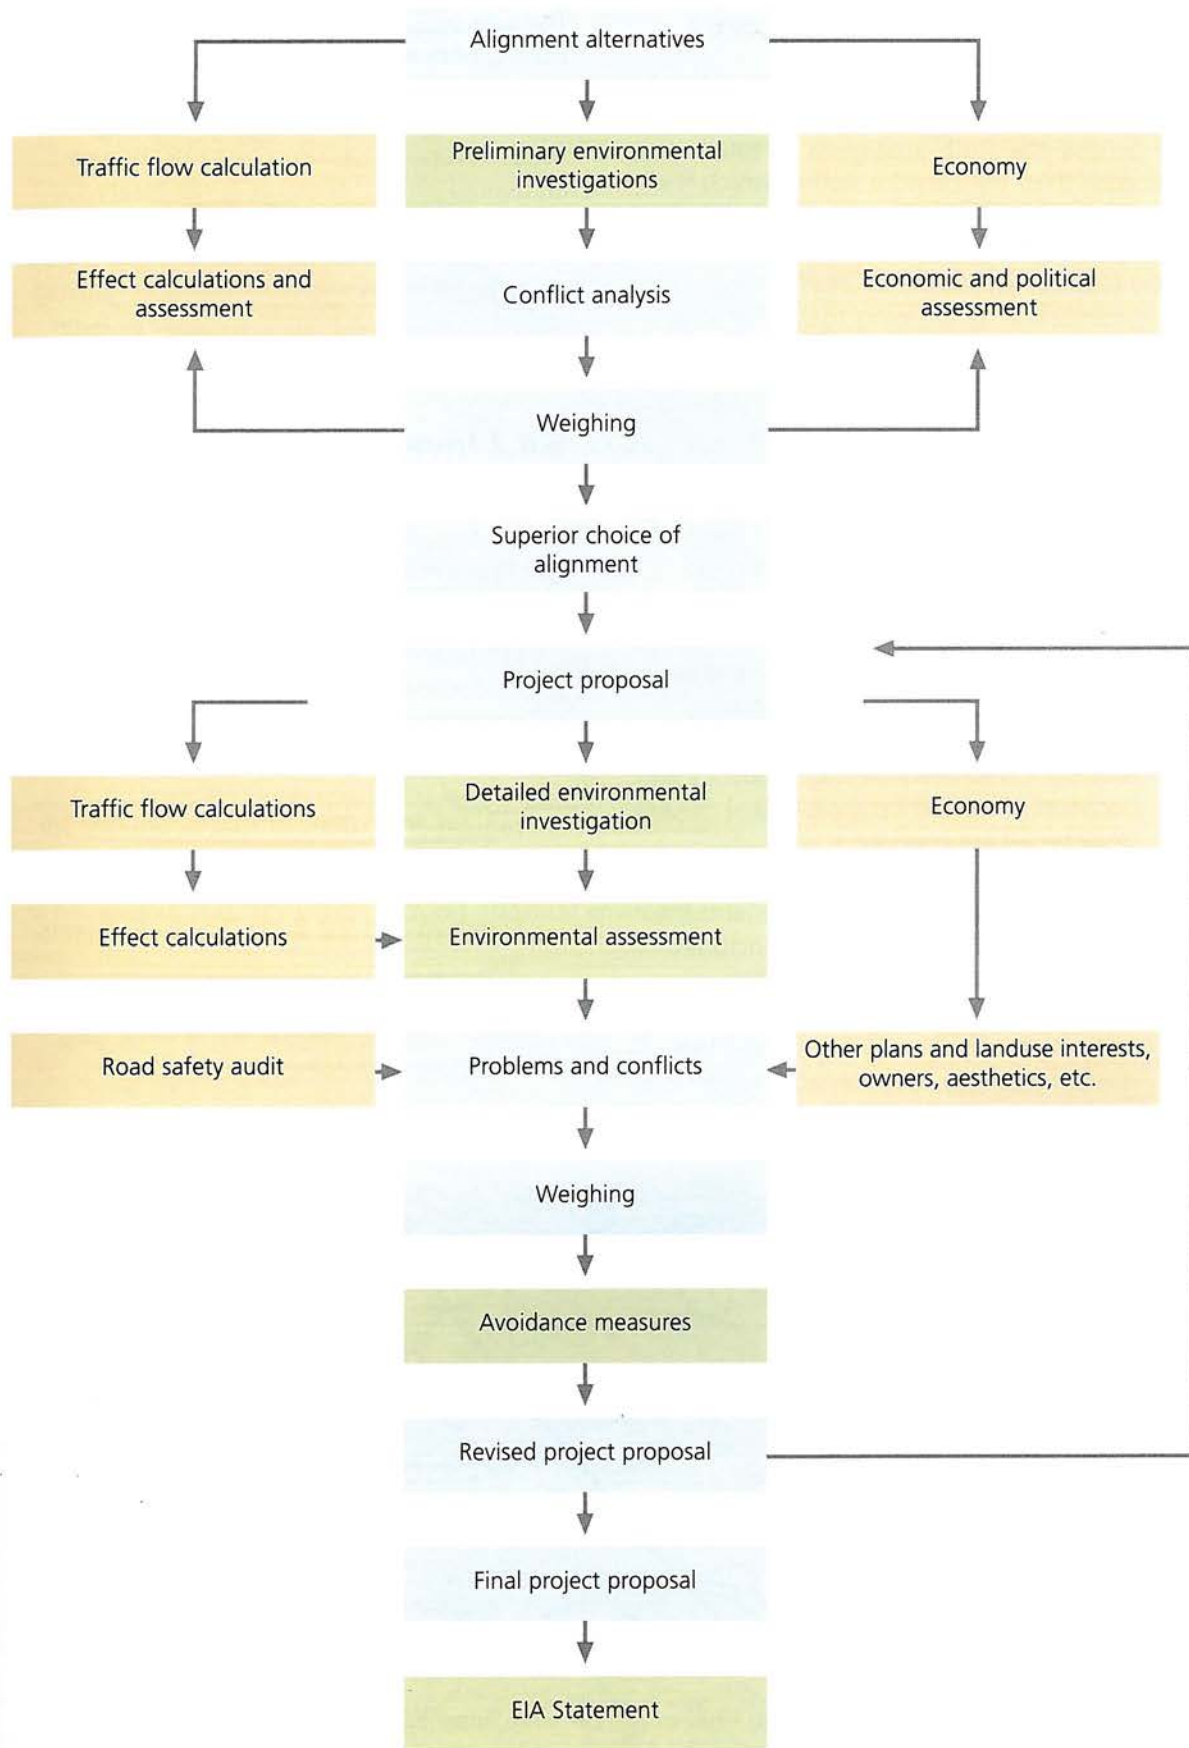 Alignment alternatives
Traffic flow calculation
Preliminary environmental
investigations
Economy
Effect calculations and
assessment
Conflict analysis
Economic and political
assessment
Weighing
Superior choice of
alignment
Project proposal
Traffic flow calculations
Detailed environmental
investigation
Economy
Effect calculations
Environmental assessment
Road safety audit
Problems and conflicts
Other plans and landuse interests,
owners, aesthetics, etc.
Weighing
Avoidance measures
Revised project proposal
Final project proposal
EIA Statement